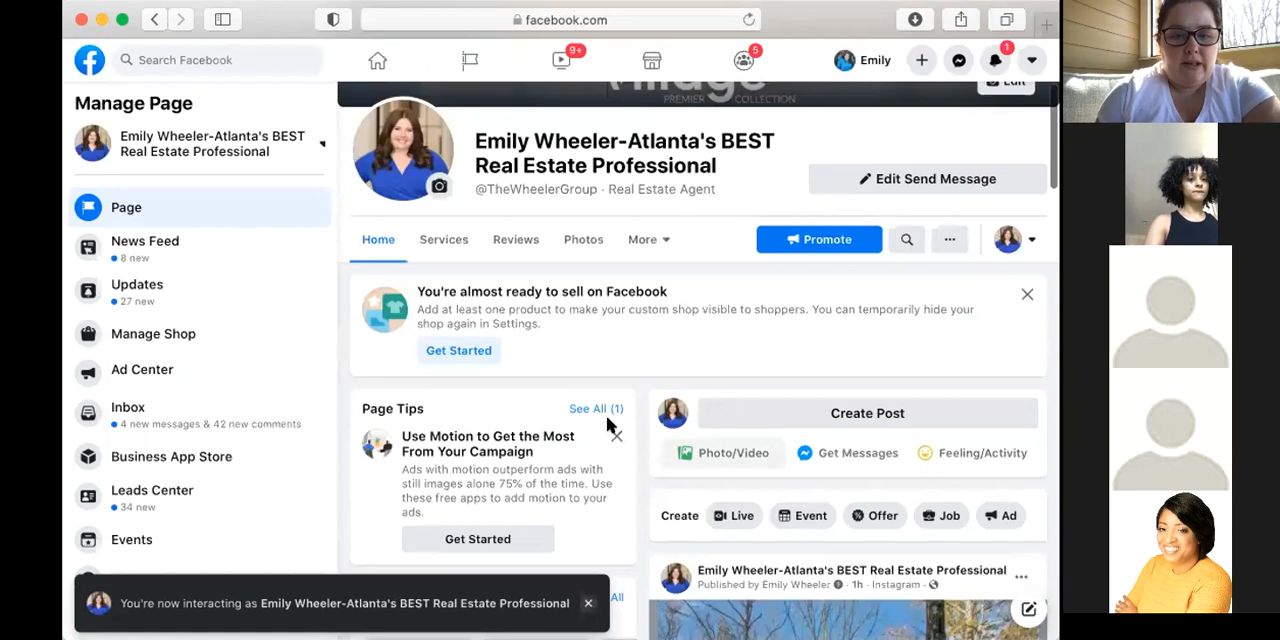 facebook.com
Search Facebook
9+
5
Emily
1
Manage Page
Emily Wheeler-Atlanta's BEST
Real Estate Professional
Page
News Feed
8 new
Updates
27 new
Manage Shop
Ad Center
Inbox
4 new messages & 42 new comments
Business App Store
Leads Center
34 new
Events
PREMIER COLLECTION
Edit
Emily Wheeler-Atlanta's BEST
Real Estate Professional
@TheWheelerGroup · Real Estate Agent
Edit Send Message
Home
Services
Reviews
Photos
More
Promote
You're almost ready to sell on Facebook
Add at least one product to make your custom shop visible to shoppers. You can temporarily hide your
shop again in Settings.
Get Started
Page Tips
See All (1)
Use Motion to Get the Most
From Your Campaign
Ads with motion outperform ads with
still images alone 75% of the time. Use
these free apps to add motion to your
ads.
Get Started
All
Create Post
Photo/Video
Get Messages
Feeling/Activity
Create
Live
Event
Offer
Job
Ad
Emily Wheeler-Atlanta's BEST Real Estate Professional
Published by Emily Wheeler · 1h · Instagram ·
You're now interacting as Emily Wheeler-Atlanta's BEST Real Estate Professional